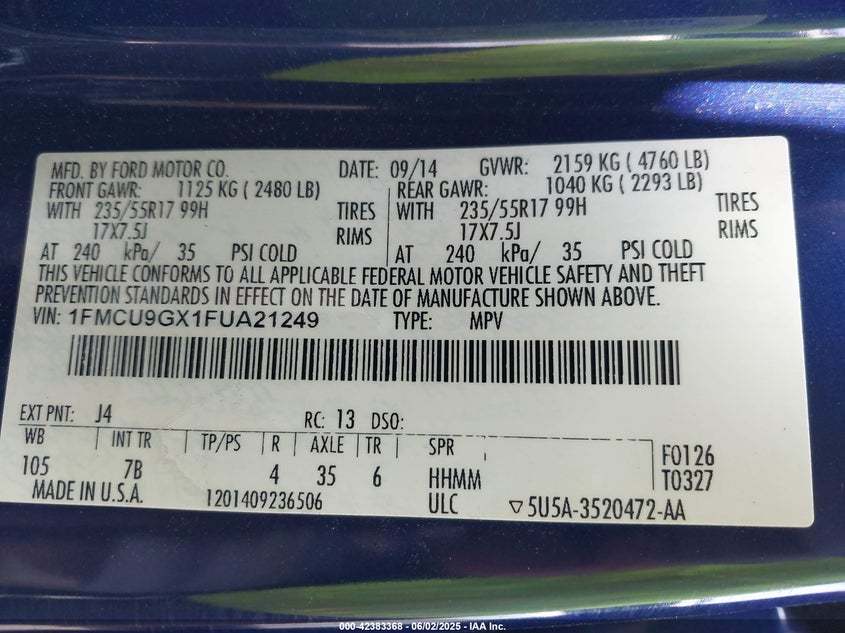 MFD. BY FORD MOTOR CO. DATE: 09/14 GVWR: 2159 KG ( 4760 LB)
FRONT GAWR: 1125 KG ( 2480 LB) REAR GAWR: 1040 KG ( 2293 LB)
WITH 235/55R17 99H TIRES WITH 235/55R17 99H TIRES
17X7.5J RIMS 17X7.5J RIMS
AT 240 kPa/ 35 PSI COLD AT 240 kPa/ 35 PSI COLD
THIS VEHICLE CONFORMS TO ALL APPLICABLE FEDERAL MOTOR VEHICLE SAFETY AND THEFT
PREVENTION STANDARDS IN EFFECT ON THE DATE OF MANUFACTURE SHOWN ABOVE.
VIN: 1FMCU9GX1FUA21249 TYPE: MPV
EXT PNT: J4 RC: 13 DSO:
WB INT TR TP/PS R AXLE TR SPR F0126
105 7B 4 35 6 HHMM T0327
MADE IN U.S.A. 1201409236506 ULC ▽5U5A-3520472-AA
000-42383368 - 06/02/2025 - IAA Inc.